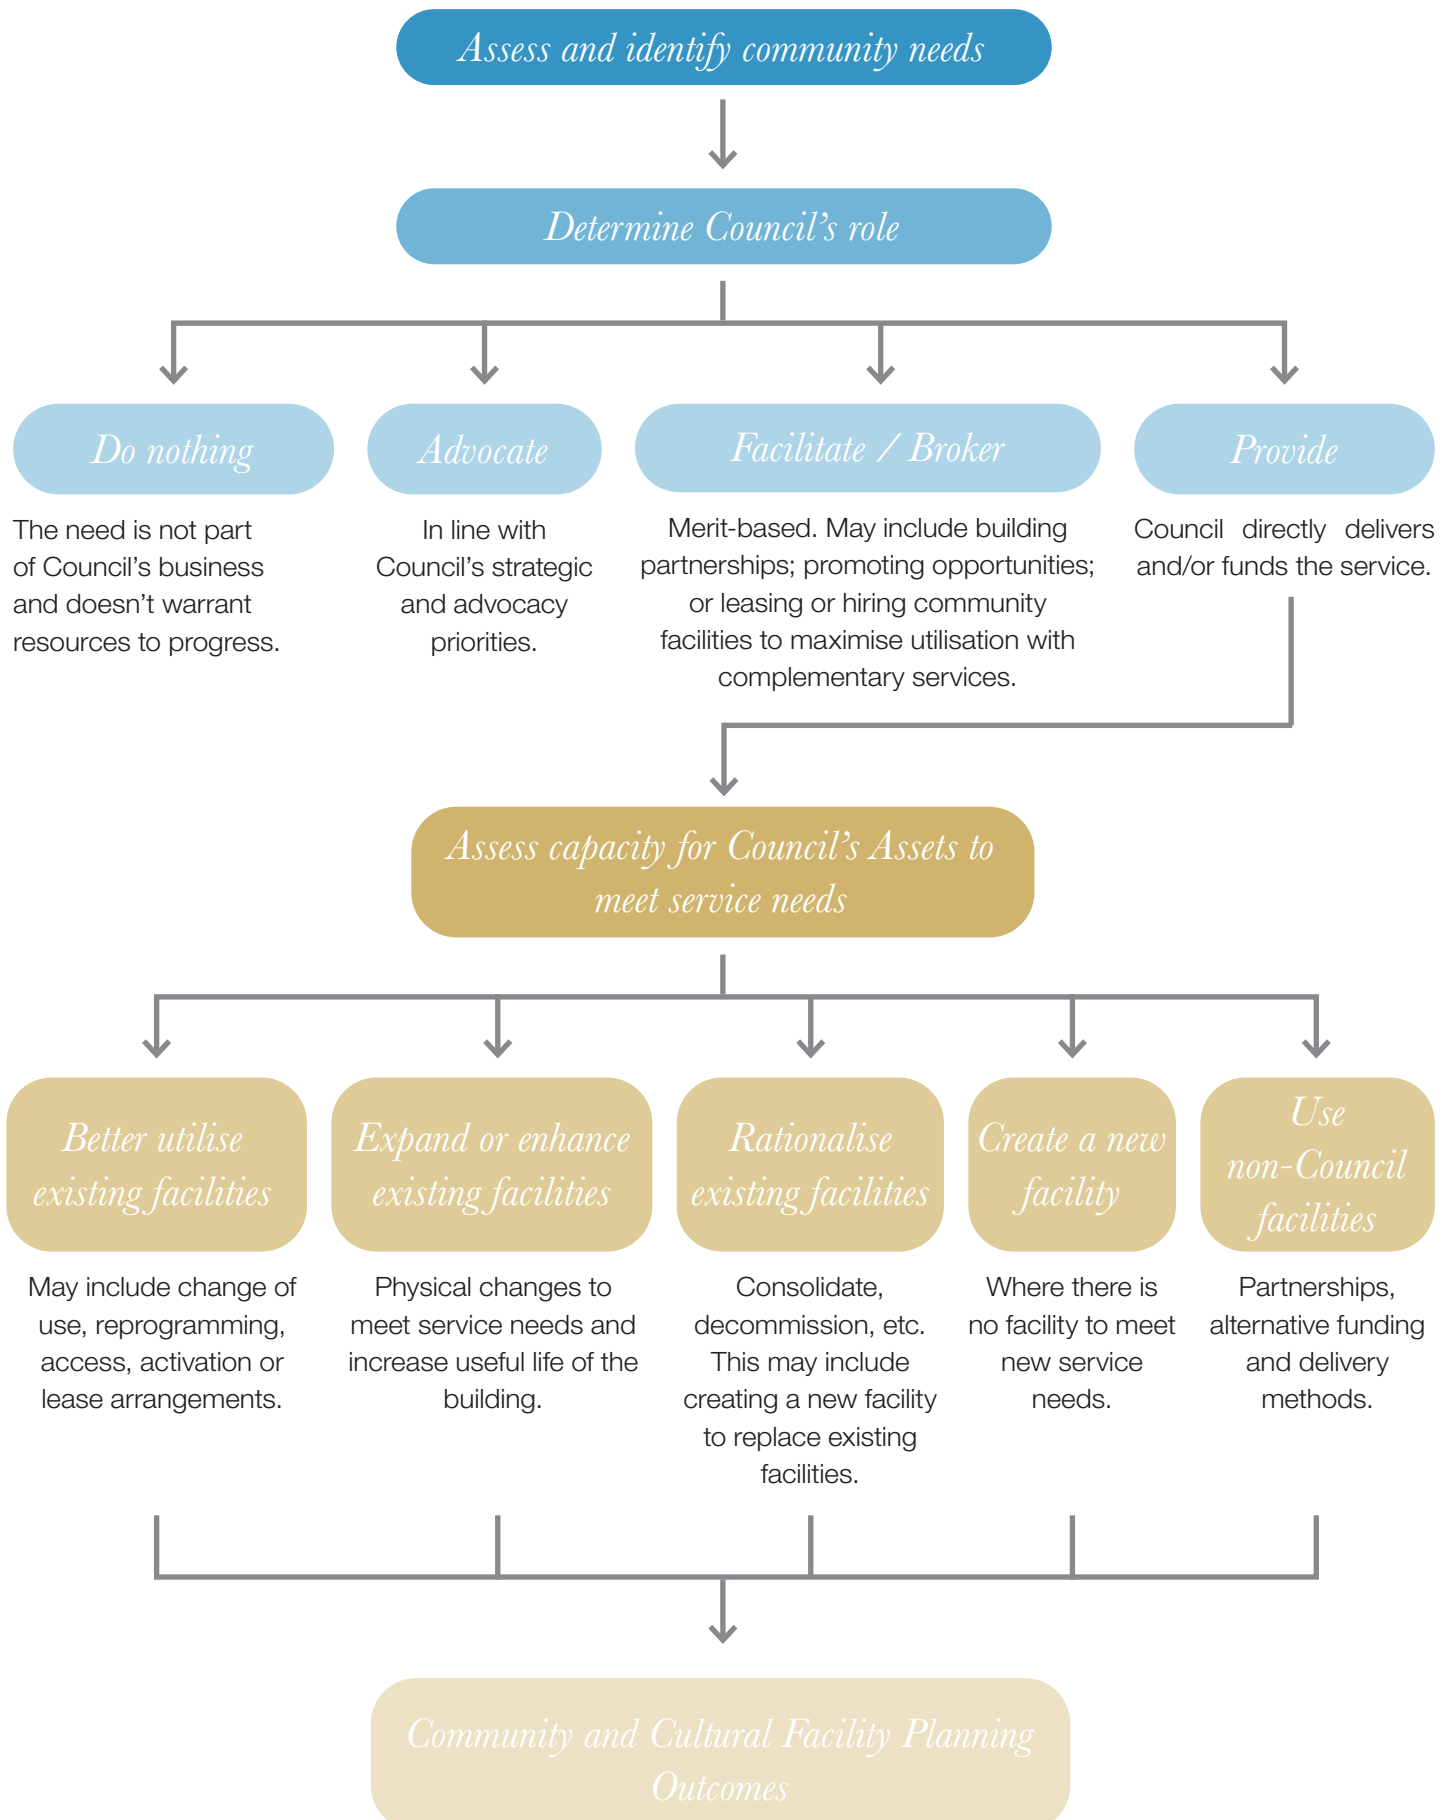 Assess and identify community needs
Determine Council’s role
Do nothing
The need is not part
of Council’s business
and doesn’t warrant
resources to progress.
Advocate
In line with
Council’s strategic
and advocacy
priorities.
Facilitate / Broker
Merit-based. May include building
partnerships; promoting opportunities;
or leasing or hiring community
facilities to maximise utilisation with
complementary services.
Provide
Council directly delivers
and/or funds the service.
Assess capacity for Council’s Assets to
meet service needs
Better utilise
existing facilities
May include change of
use, reprogramming,
access, activation or
lease arrangements.
Expand or enhance
existing facilities
Physical changes to
meet service needs and
increase useful life of the
building.
Rationalise
existing facilities
Consolidate,
decommission, etc.
This may include
creating a new facility
to replace existing
facilities.
Create a new
facility
Where there is
no facility to meet
new service
needs.
Use
non-Council
facilities
Partnerships,
alternative funding
and delivery
methods.
Community and Cultural Facility Planning
Outcomes